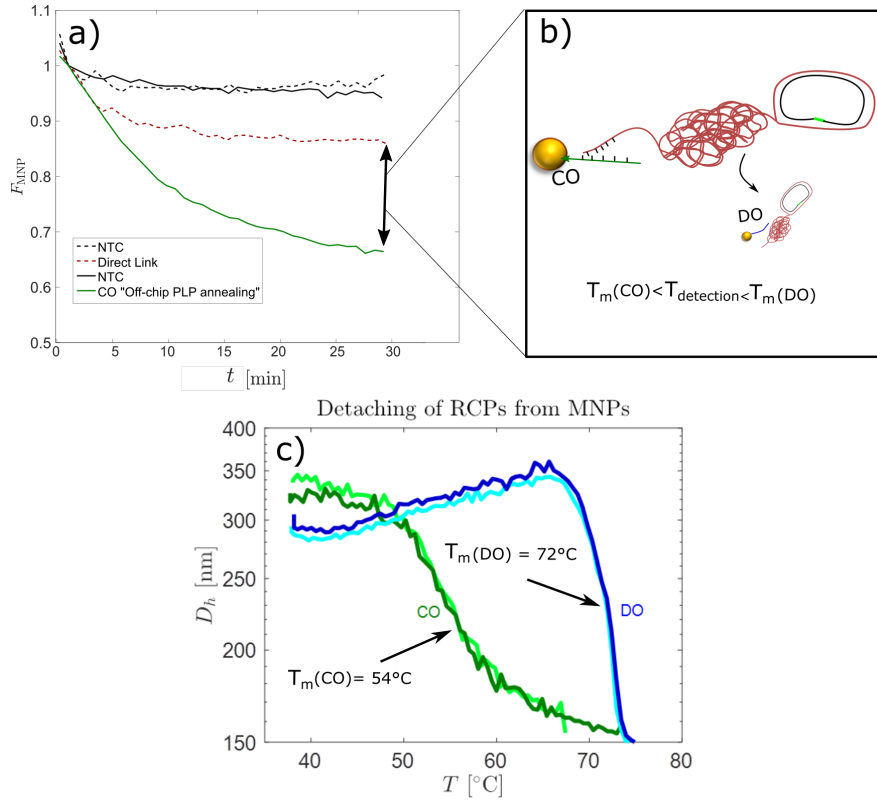 a)
1.1
1
0.9
0.8
0.7
0.6
0.5
F_MNP
NTC
Direct Link
NTC
CO "Off-chip PLP annealing"
0 5 10 15 20 25 30 35
t [min]
b)
CO
DO
T_m(CO)<T_detection<T_m(DO)
Detaching of RCPs from MNPs
c)
400
350
300
250
200
150
D_h [nm]
T_m(DO) = 72°C
CO
DO
T_m(CO)= 54°C
40 50 60 70 80
T [°C]